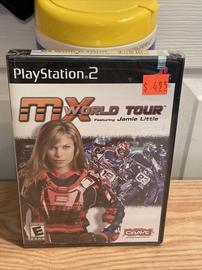 PlayStation 2
$4.95
MX WORLD TOUR
Featuring Jamie Little
E
CRAVE